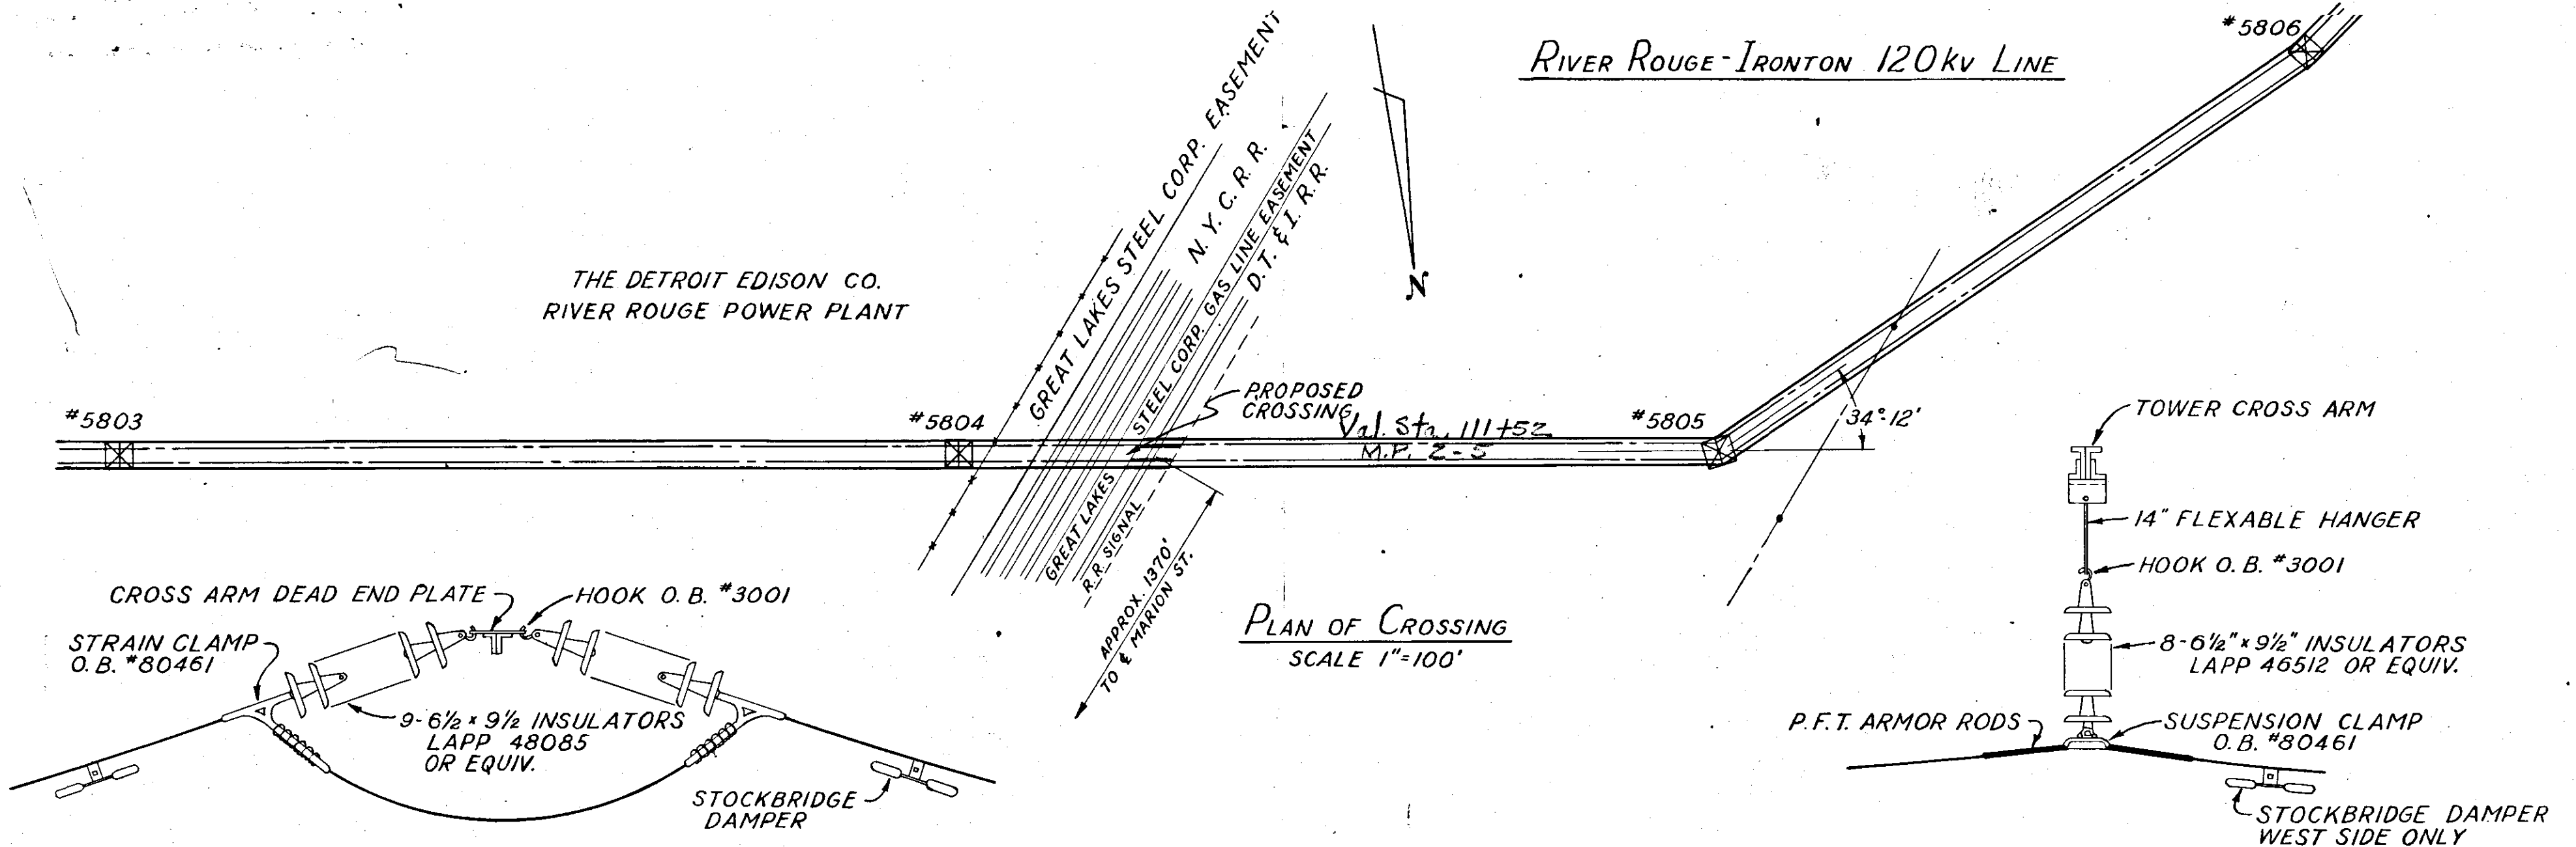 RIVER ROUGE-IRONTON 120KV LINE
#5806
GREAT LAKES STEEL CORP. EASEMENT
N. Y. C. R. R.
GREAT LAKES STEEL CORP. GAS LINE EASEMENT
D. T. & I. R.R.
N
THE DETROIT EDISON CO.
RIVER ROUGE POWER PLANT
#5803
#5804
PROPOSED
CROSSING
Val. Sta. 111+52
M.P. 2-5
#5805
34°-12'
R.R. SIGNAL
APPROX. 1370'
TO ℄ MARION ST.
PLAN OF CROSSING
SCALE 1"=100'
CROSS ARM DEAD END PLATE
HOOK O. B. #3001
STRAIN CLAMP
O.B. #80461
9-6½ x 9½ INSULATORS
LAPP 48085
OR EQUIV.
STOCKBRIDGE
DAMPER
TOWER CROSS ARM
14" FLEXABLE HANGER
HOOK O.B. #3001
8-6½" x 9½" INSULATORS
LAPP 46512 OR EQUIV.
P.F.T. ARMOR RODS
SUSPENSION CLAMP
O.B. #80461
STOCKBRIDGE DAMPER
WEST SIDE ONLY